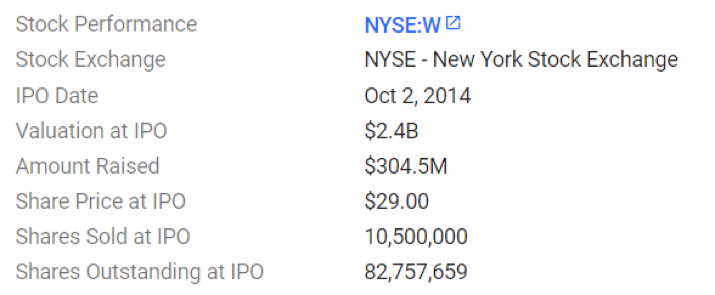 Stock Performance NYSE:W
Stock Exchange NYSE - New York Stock Exchange
IPO Date Oct 2, 2014
Valuation at IPO $2.4B
Amount Raised $304.5M
Share Price at IPO $29.00
Shares Sold at IPO 10,500,000
Shares Outstanding at IPO 82,757,659